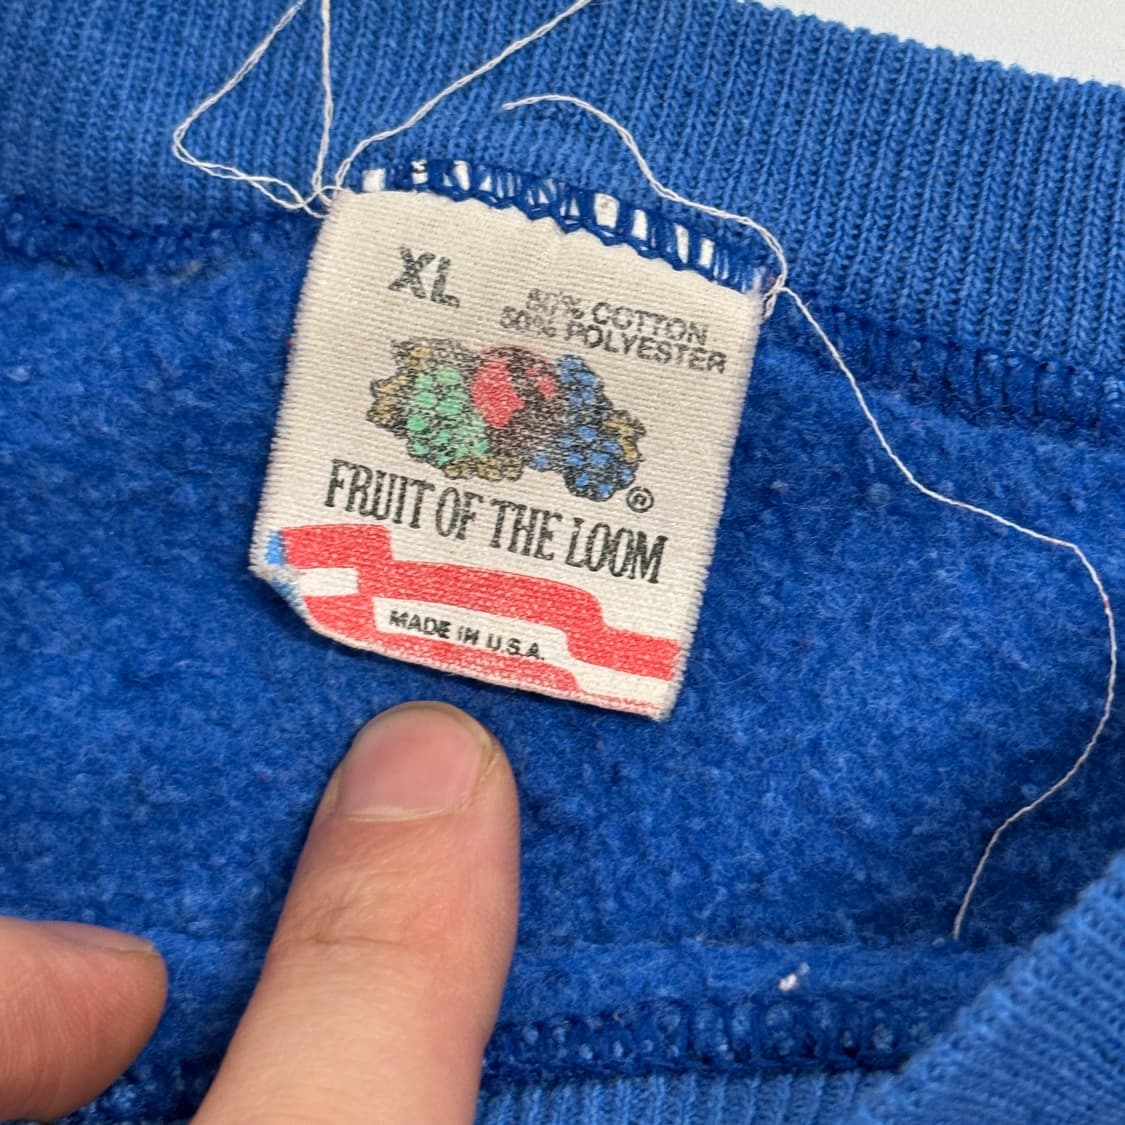 XL
50% COTTON
50% POLYESTER
FRUIT OF THE LOOM
®
MADE IN U.S.A.